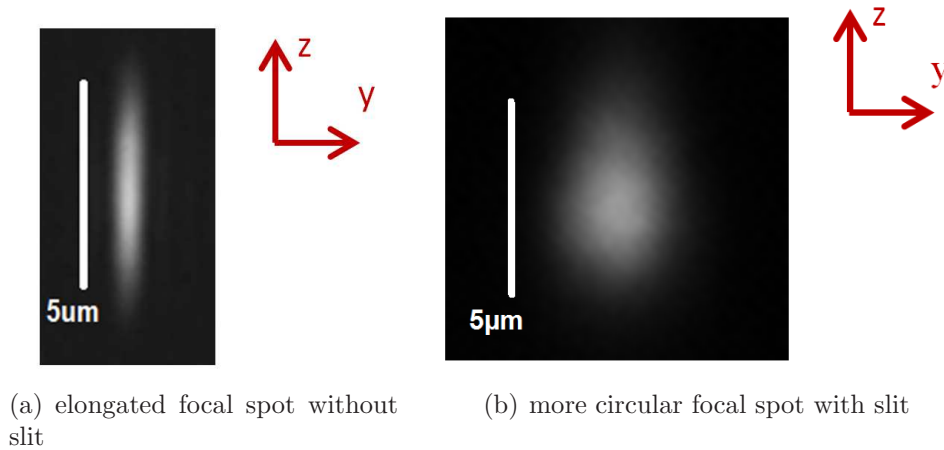 z
y
5um
z
y
5μm
(a) elongated focal spot without
slit
(b) more circular focal spot with slit